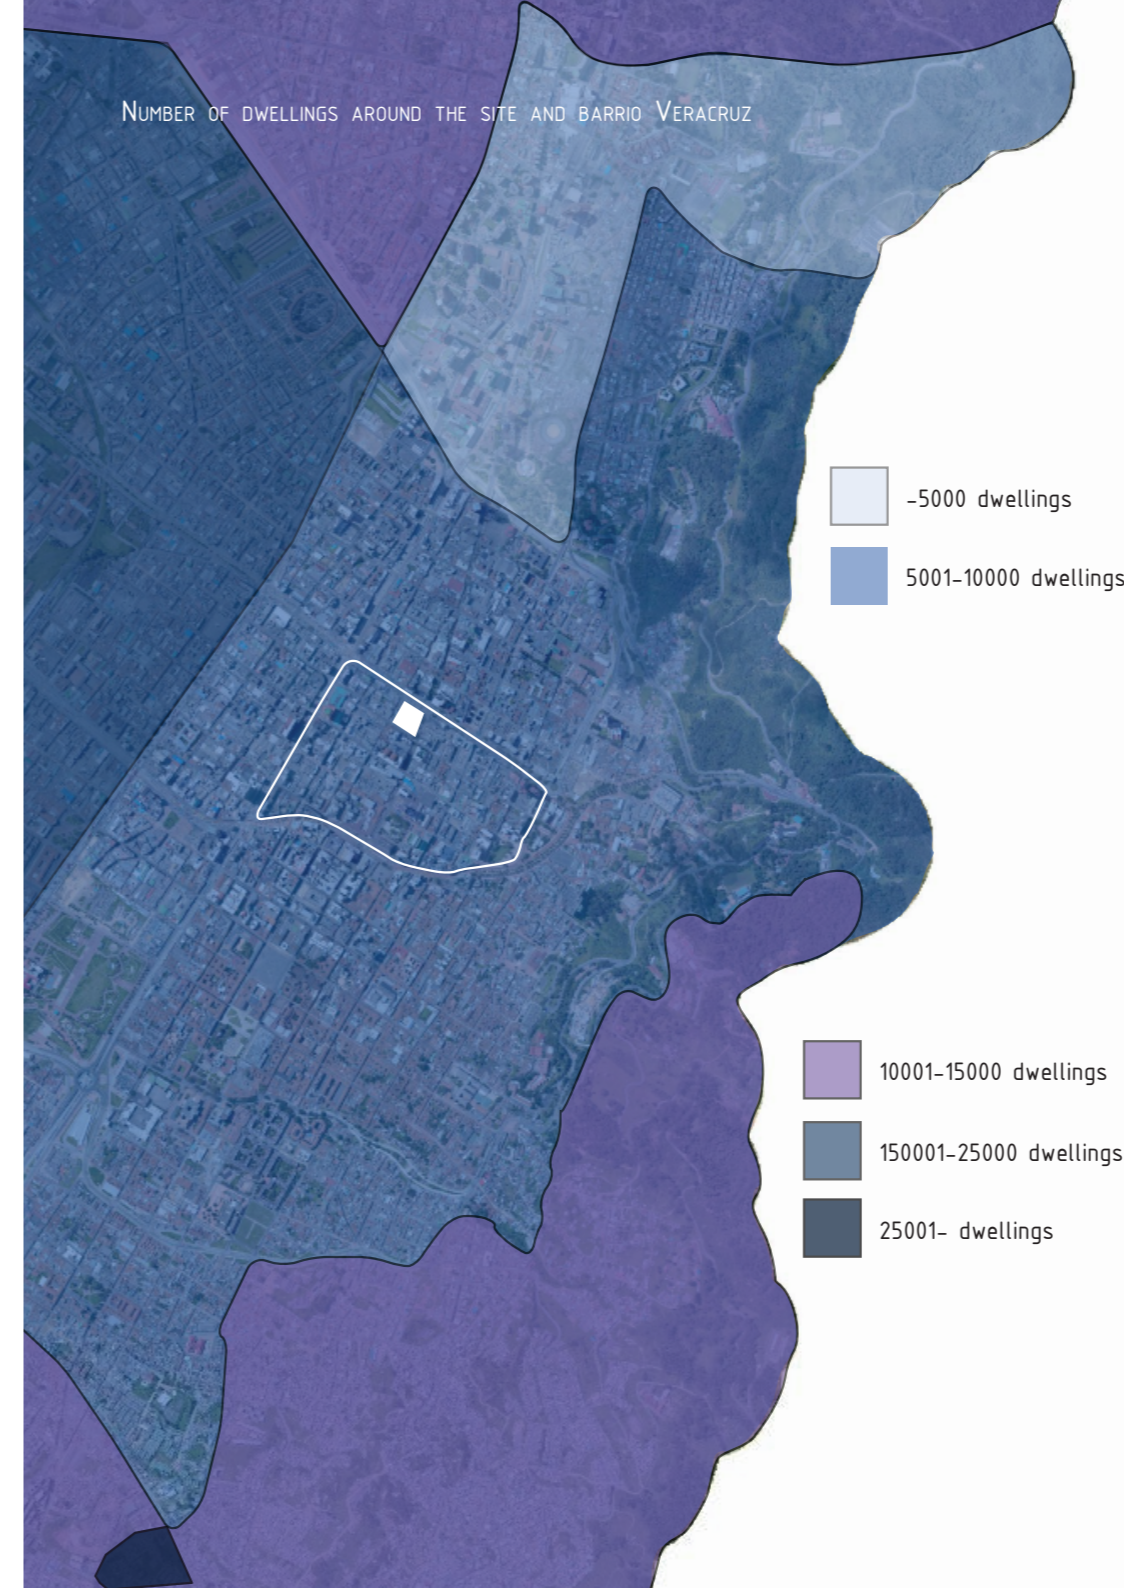 Number of dwellings around the site and barrio Veracruz
-5000 dwellings
5001-10000 dwellings
10001-15000 dwellings
150001-25000 dwellings
25001- dwellings